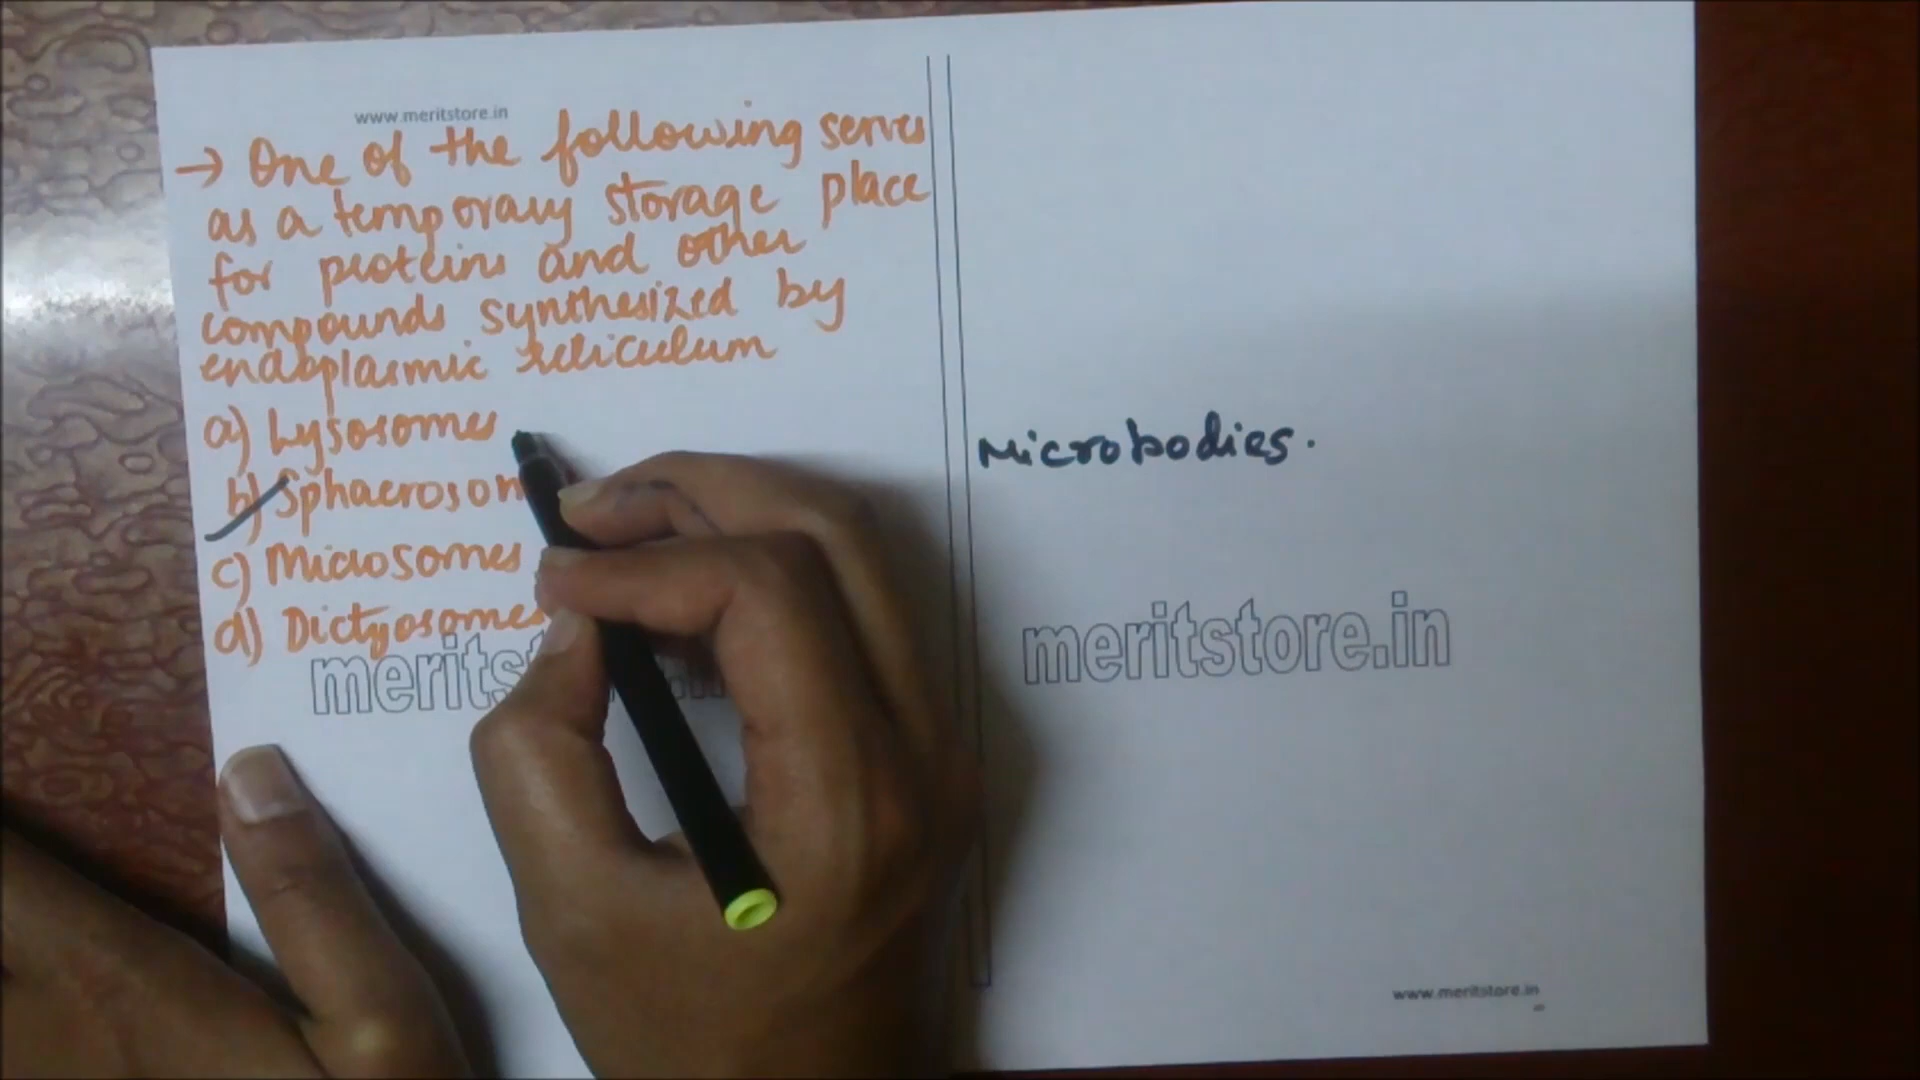 www.meritstore.in
→ One of the following serves
as a temporary storage place
for proteins and other
compounds synthesized by
endoplasmic reticulum
a) Lysosomes
b) Sphaerosom
c) Microsomes
d) Dictyosomes
Microbodies.
meritstore.in
www.meritstore.in